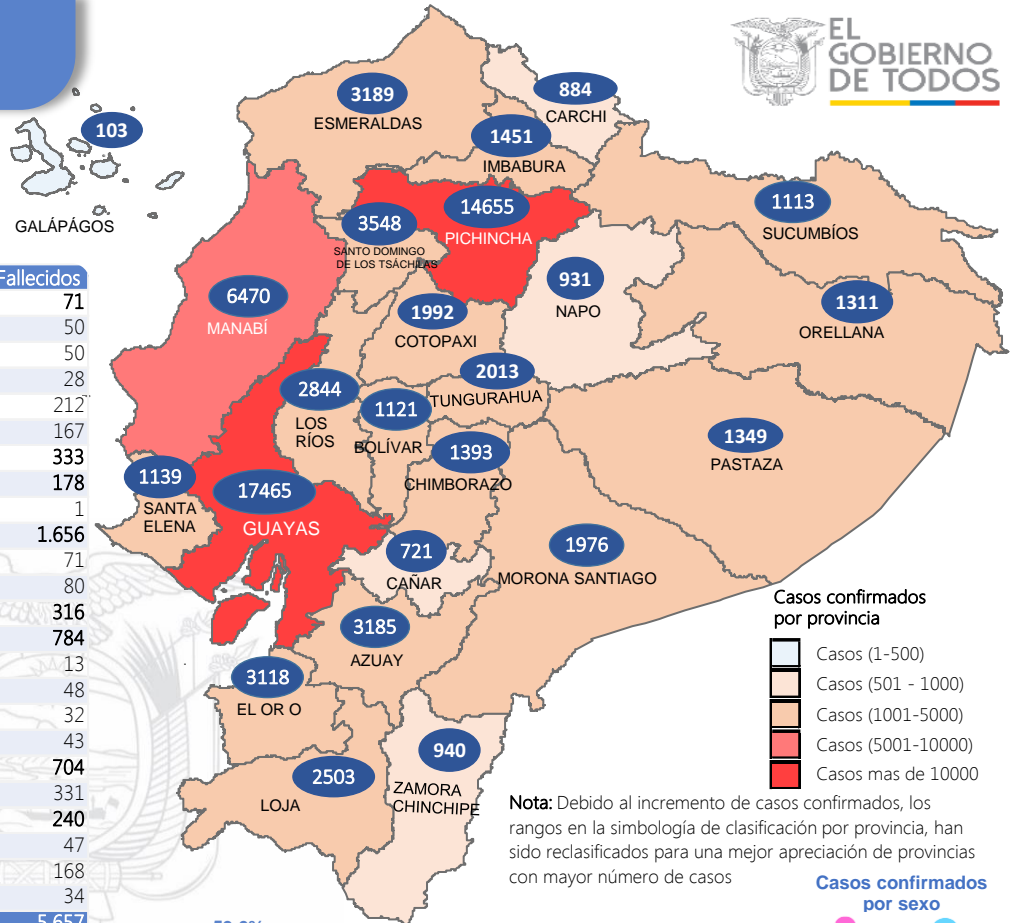 EL
GOBIERNO
DE TODOS
3189
ESMERALDAS
884
CARCHI
1451
IMBABURA
103
GALÁPÁGOS
14655
PICHINCHA
3548
SANTO DOMINGO
DE LOS TSÁCHILAS
1113
SUCUMBÍOS
931
NAPO
1311
ORELLANA
6470
MANABÍ
1992
COTOPAXI
2013
TUNGURAHUA
2844
LOS
RÍOS
1121
BOLÍVAR
1393
CHIMBORAZO
1349
PASTAZA
1139
SANTA
ELENA
17465
GUAYAS
721
CAÑAR
1976
MORONA SANTIAGO
3185
AZUAY
3118
EL OR O
2503
LOJA
940
ZAMORA
CHINCHIPE
Fallecidos
71
50
50
28
212
167
333
178
1
1.656
71
80
316
784
13
48
32
43
704
331
240
47
168
34
5.657
Casos confirmados
por provincia
Casos (1-500)
Casos (501 - 1000)
Casos (1001-5000)
Casos (5001-10000)
Casos mas de 10000
Nota: Debido al incremento de casos confirmados, los
rangos en la simbología de clasificación por provincia, han
sido reclasificados para una mejor apreciación de provincias
con mayor número de casos
Casos confirmados
por sexo